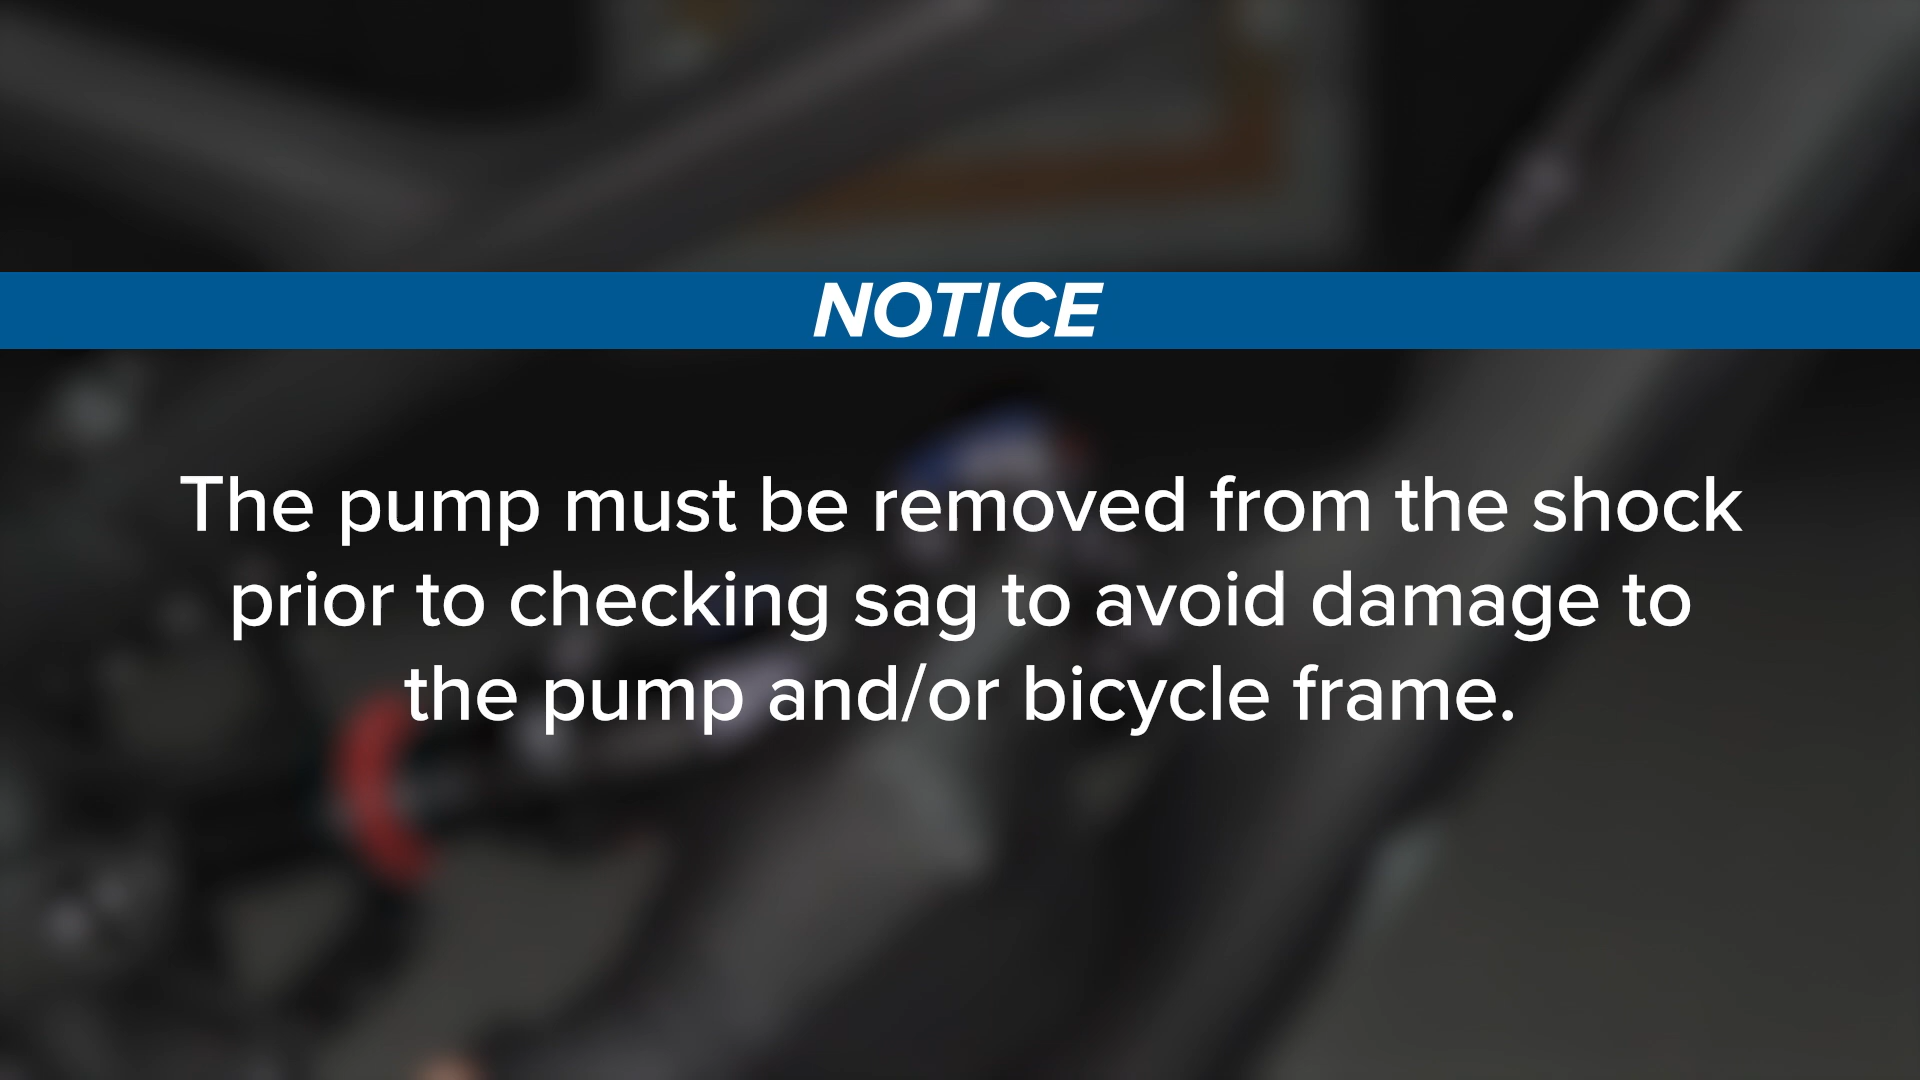 NOTICE
The pump must be removed from the shock
prior to checking sag to avoid damage to
the pump and/or bicycle frame.